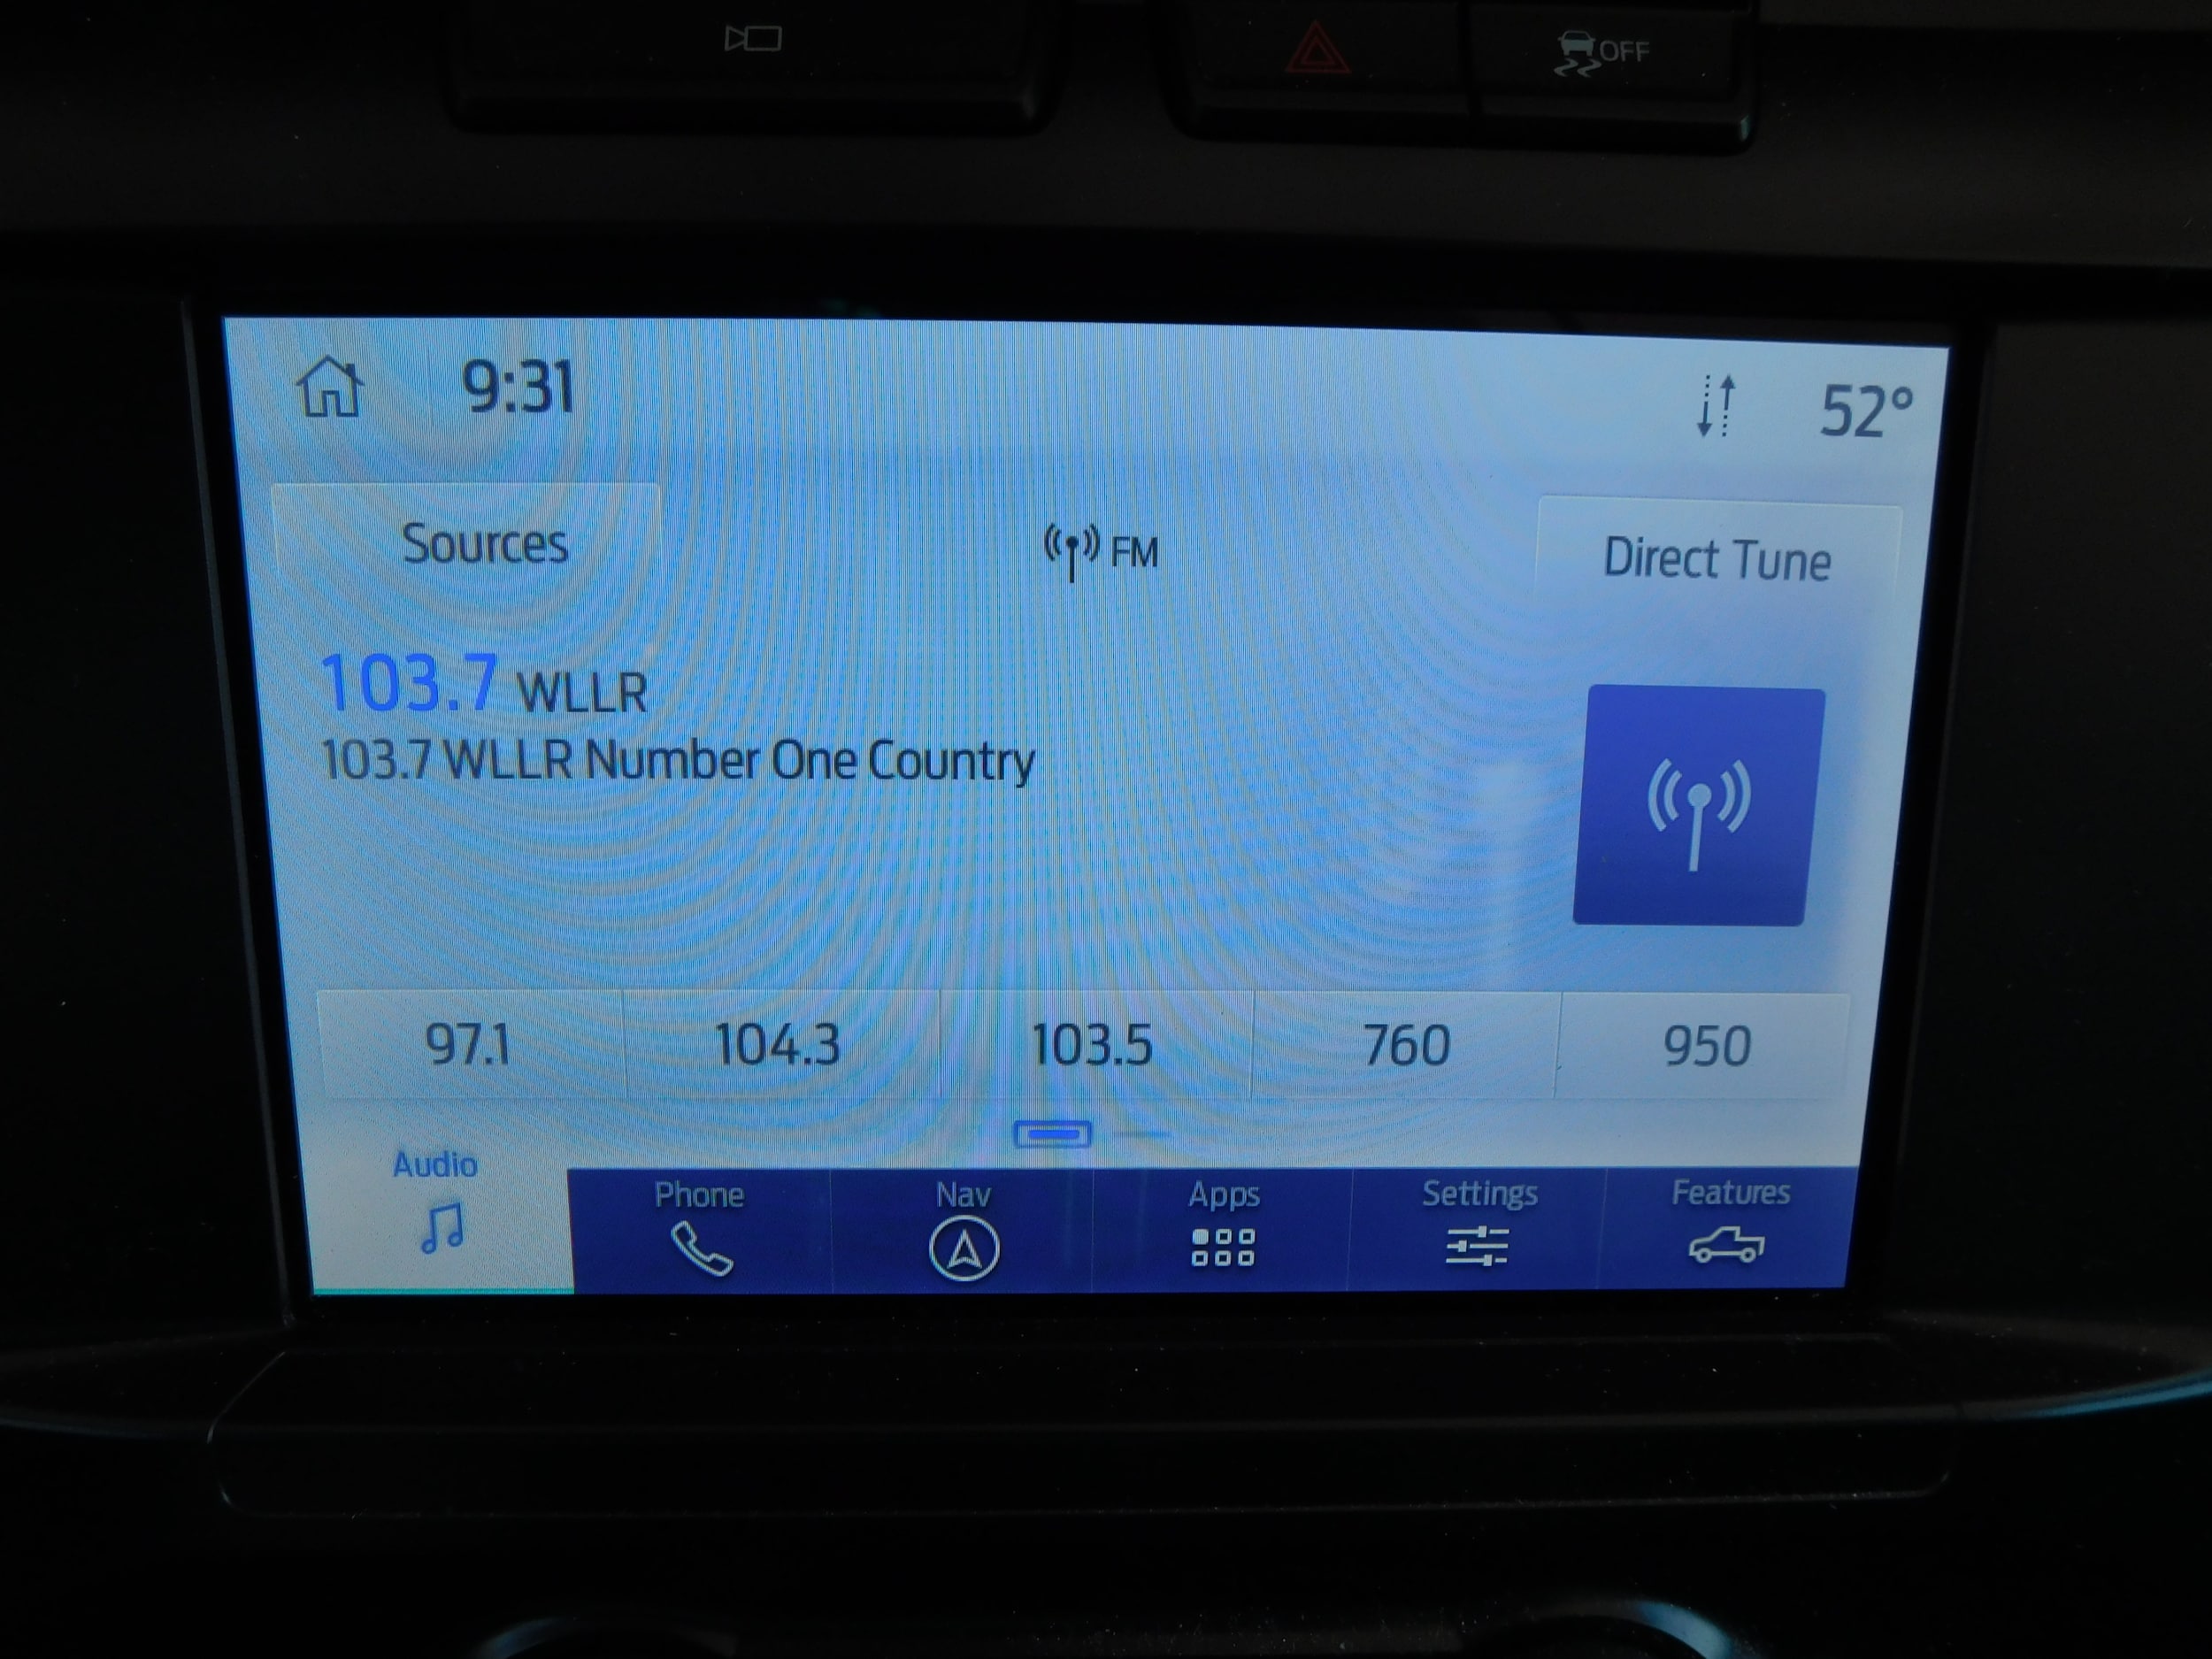 OFF
9:31
52°
Sources
FM
Direct Tune
103.7 WLLR
103.7 WLLR Number One Country
97.1
104.3
103.5
760
950
Audio
Phone
Nav
Apps
Settings
Features